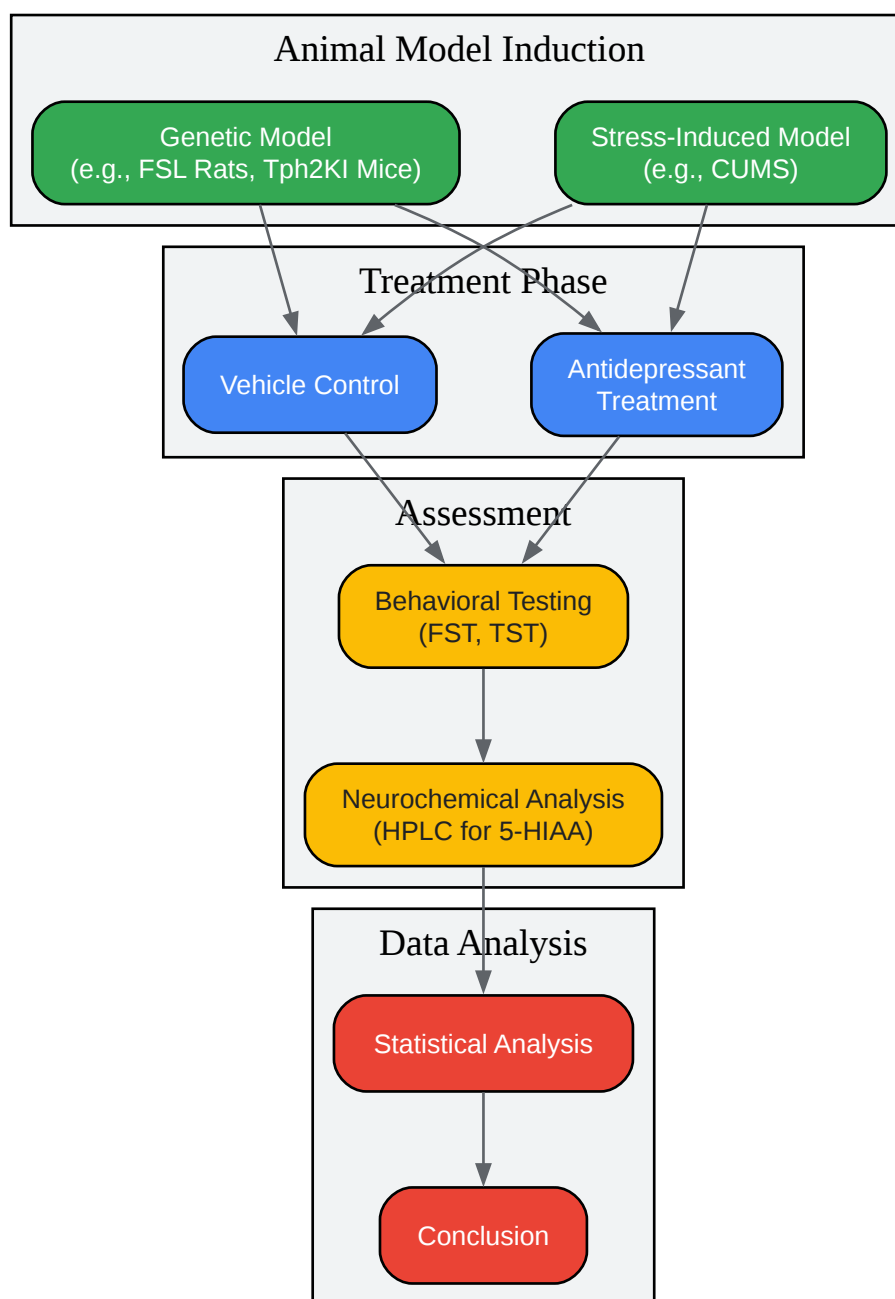 Animal Model Induction
Genetic Model
(e.g., FSL Rats, Tph2KI Mice)
Stress-Induced Model
(e.g., CUMS)
Treatment Phase
Vehicle Control
Antidepressant
Treatment
Assessment
Behavioral Testing
(FST, TST)
Neurochemical Analysis
(HPLC for 5-HIAA)
Data Analysis
Statistical Analysis
Conclusion